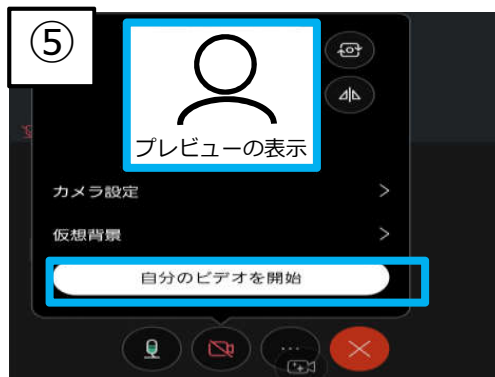 ⑤
プレビューの表示
カメラ設定
仮想背景
自分のビデオを開始